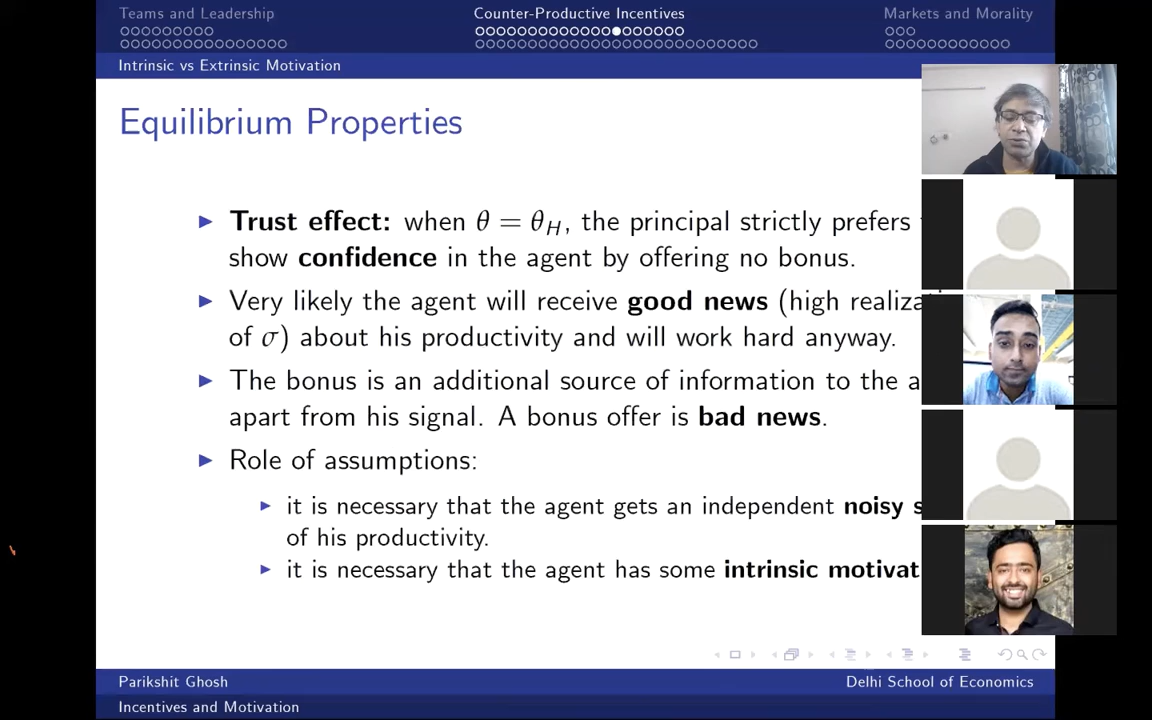 Teams and Leadership Counter-Productive Incentives Markets and Morality
Intrinsic vs Extrinsic Motivation
Equilibrium Properties
Trust effect: when θ = θH, the principal strictly prefers
show confidence in the agent by offering no bonus.
Very likely the agent will receive good news (high
of σ) about his productivity and will work hard anyway.
The bonus is an additional source of information to the
apart from his signal. A bonus offer is bad news.
Role of assumptions:
it is necessary that the agent gets an independent noisy
of his productivity.
it is necessary that the agent has some intrinsic
Parikshit Ghosh Delhi School of Economics
Incentives and Motivation